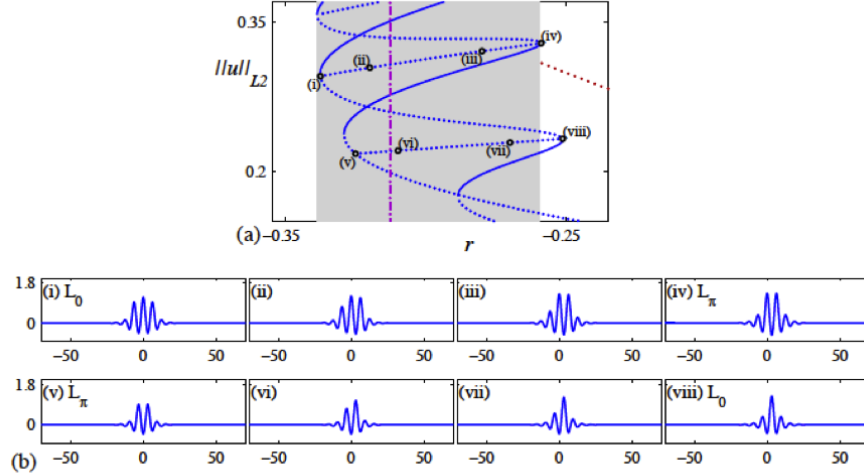 0.35
||u||L2
(iv)
(ii)
(iii)
(i)
(vi)
(vii)
(viii)
(v)
0.2
(a)
−0.35
r
−0.25
1.8
(i) L0
(ii)
(iii)
(iv) Lπ
0
−50 0 50 −50 0 50 −50 0 50 −50 0 50
1.8
(v) Lπ
(vi)
(vii)
(viii) L0
0
(b)
−50 0 50 −50 0 50 −50 0 50 −50 0 50